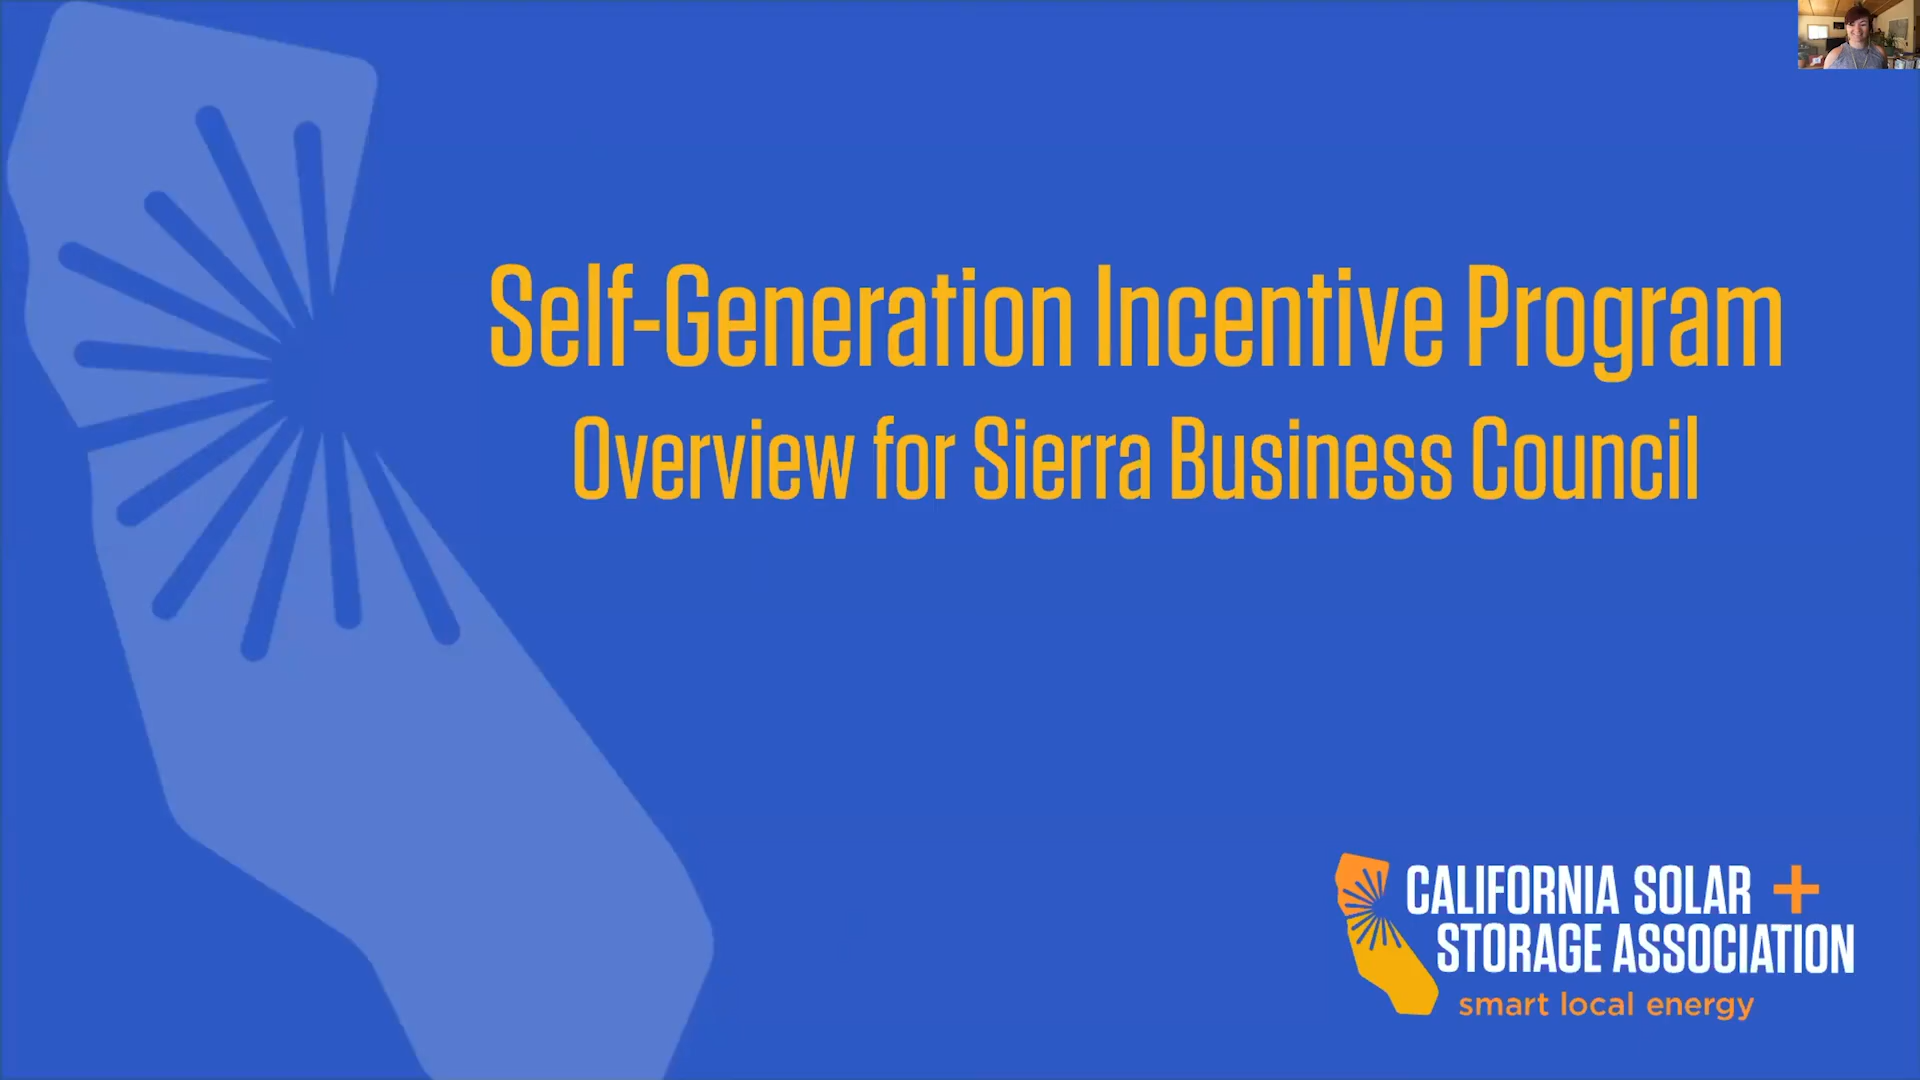 Self-Generation Incentive Program
Overview for Sierra Business Council
CALIFORNIA SOLAR +
STORAGE ASSOCIATION
smart local energy